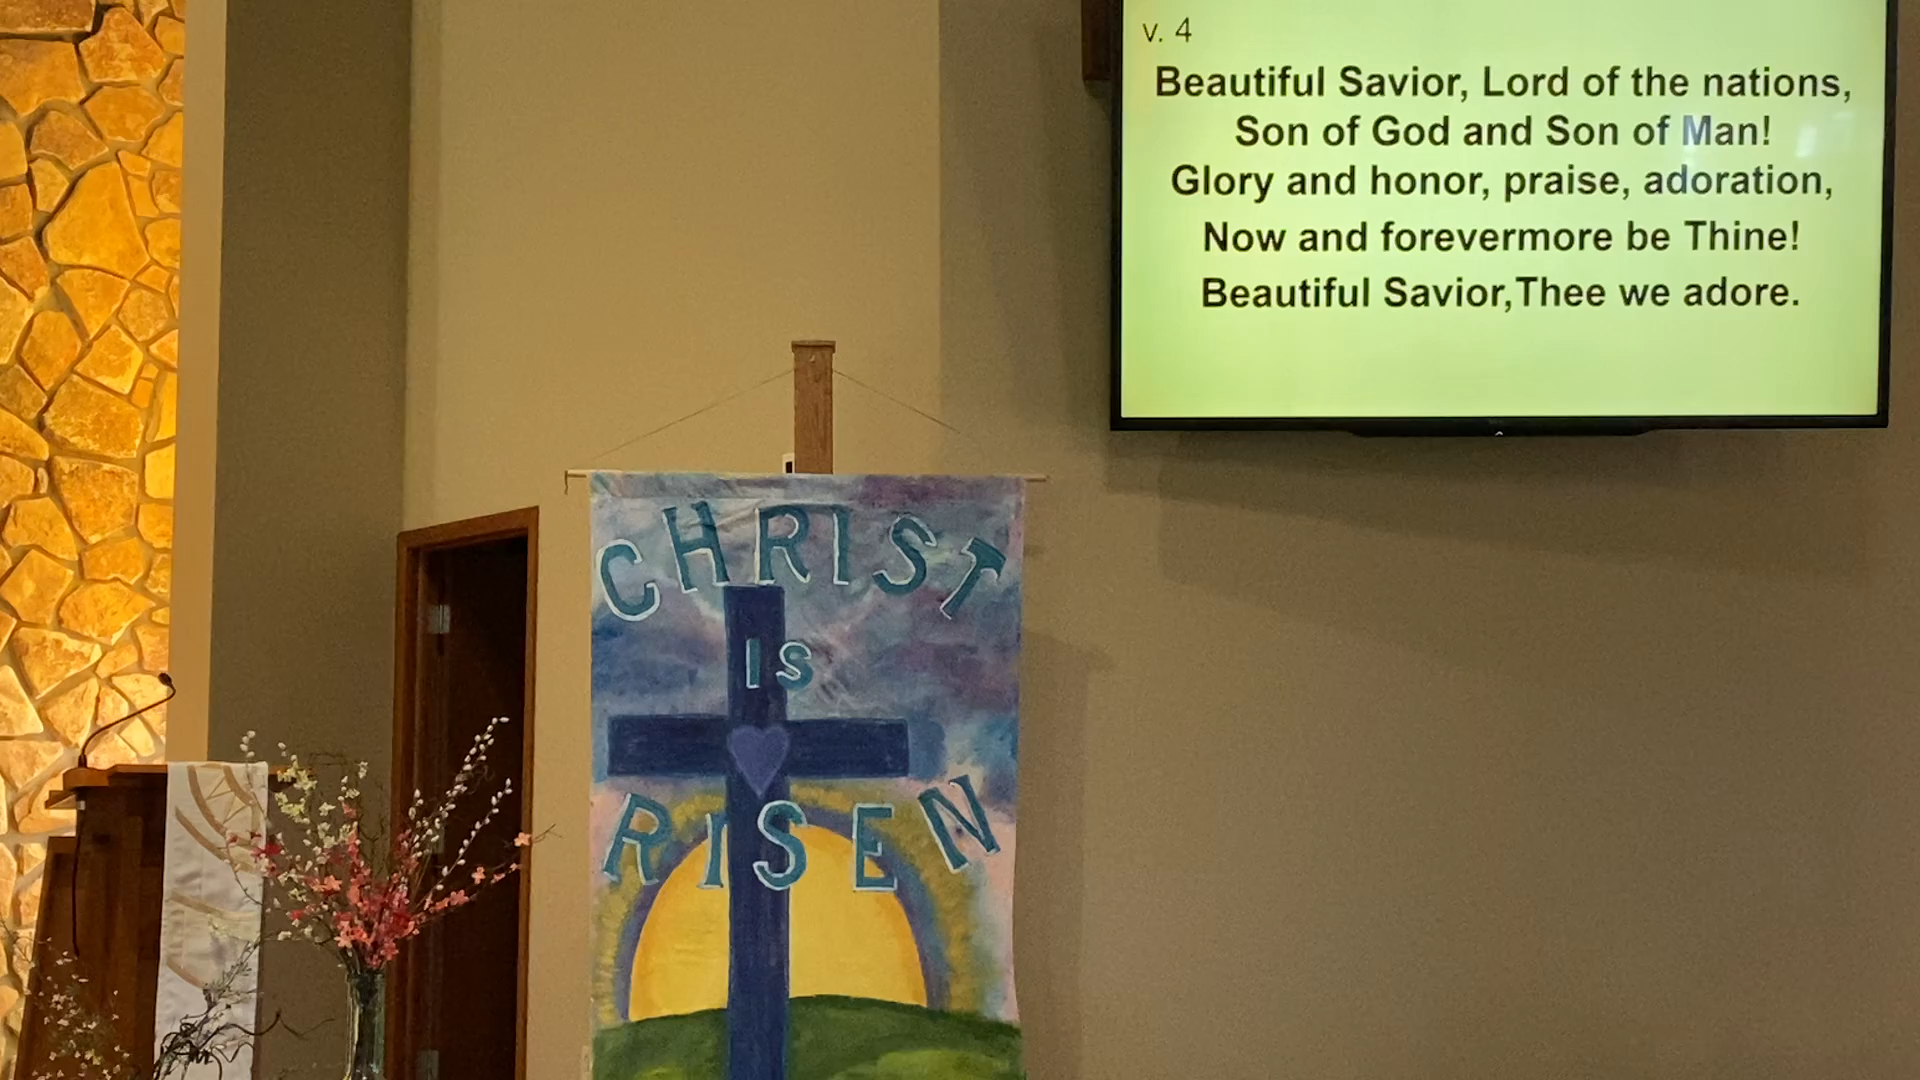 v. 4
Beautiful Savior, Lord of the nations,
Son of God and Son of Man!
Glory and honor, praise, adoration,
Now and forevermore be Thine!
Beautiful Savior,Thee we adore.
CHRIST
IS
RISEN